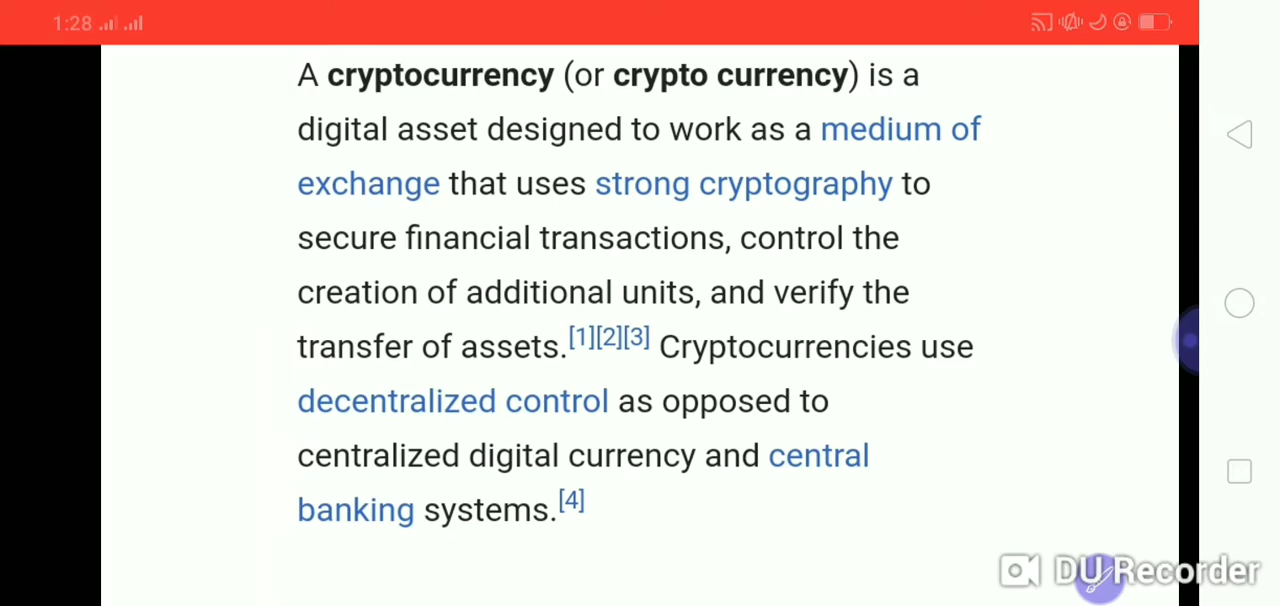 1:28
A cryptocurrency (or crypto currency) is a
digital asset designed to work as a medium of
exchange that uses strong cryptography to
secure financial transactions, control the
creation of additional units, and verify the
transfer of assets.[1][2][3] Cryptocurrencies use
decentralized control as opposed to
centralized digital currency and central
banking systems.[4]
DU Recorder